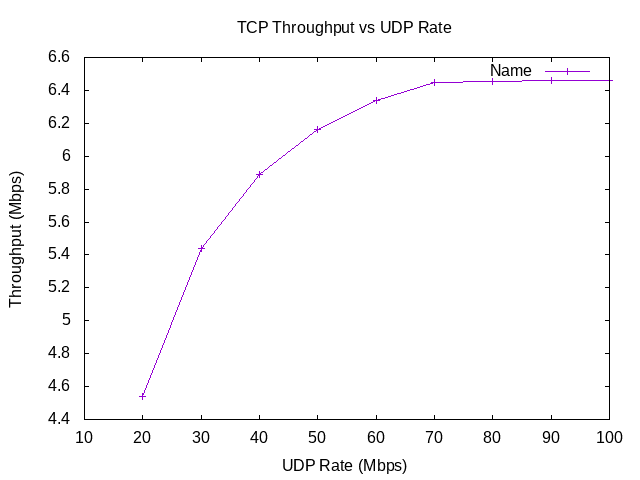 TCP Throughput vs UDP Rate
6.6
Name
6.4
6.2
6
5.8
5.6
5.4
5.2
5
4.8
4.6
4.4
Throughput (Mbps)
10 20 30 40 50 60 70 80 90 100
UDP Rate (Mbps)